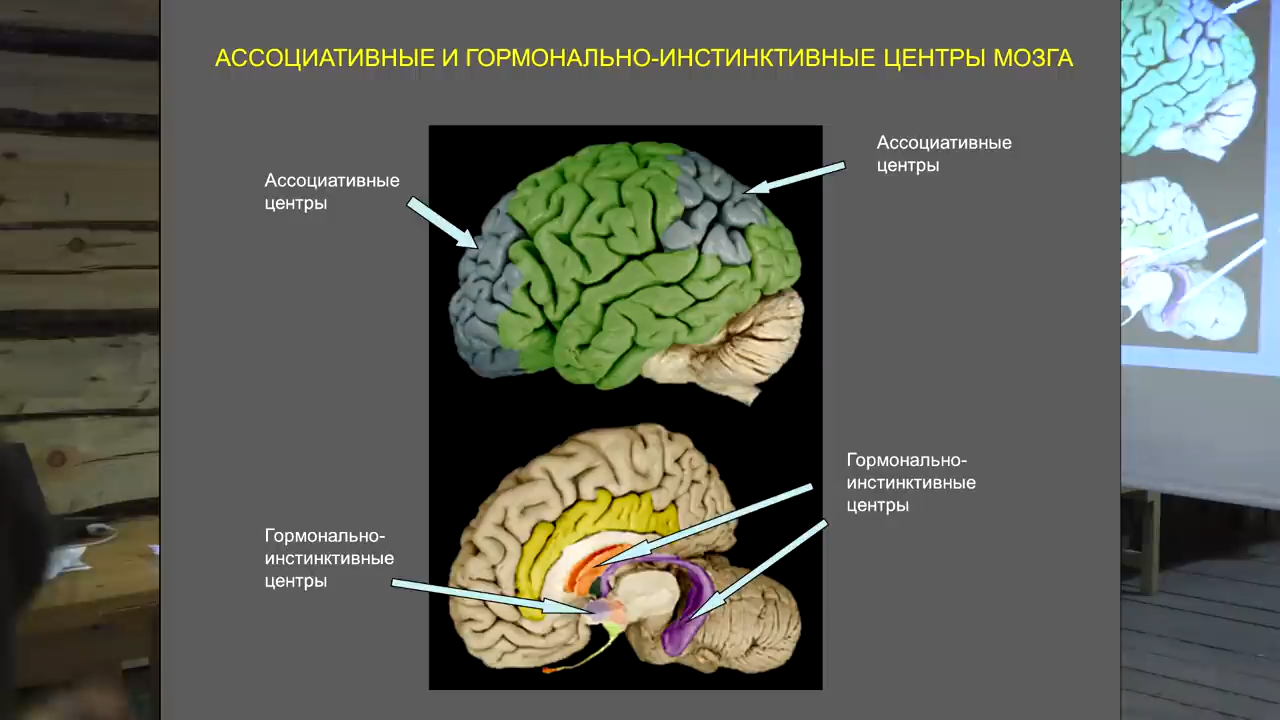 АССОЦИАТИВНЫЕ И ГОРМОНАЛЬНО-ИНСТИНКТИВНЫЕ ЦЕНТРЫ МОЗГА
Ассоциативные
центры
Ассоциативные
центры
Гормонально-
инстинктивные
центры
Гормонально-
инстинктивные
центры